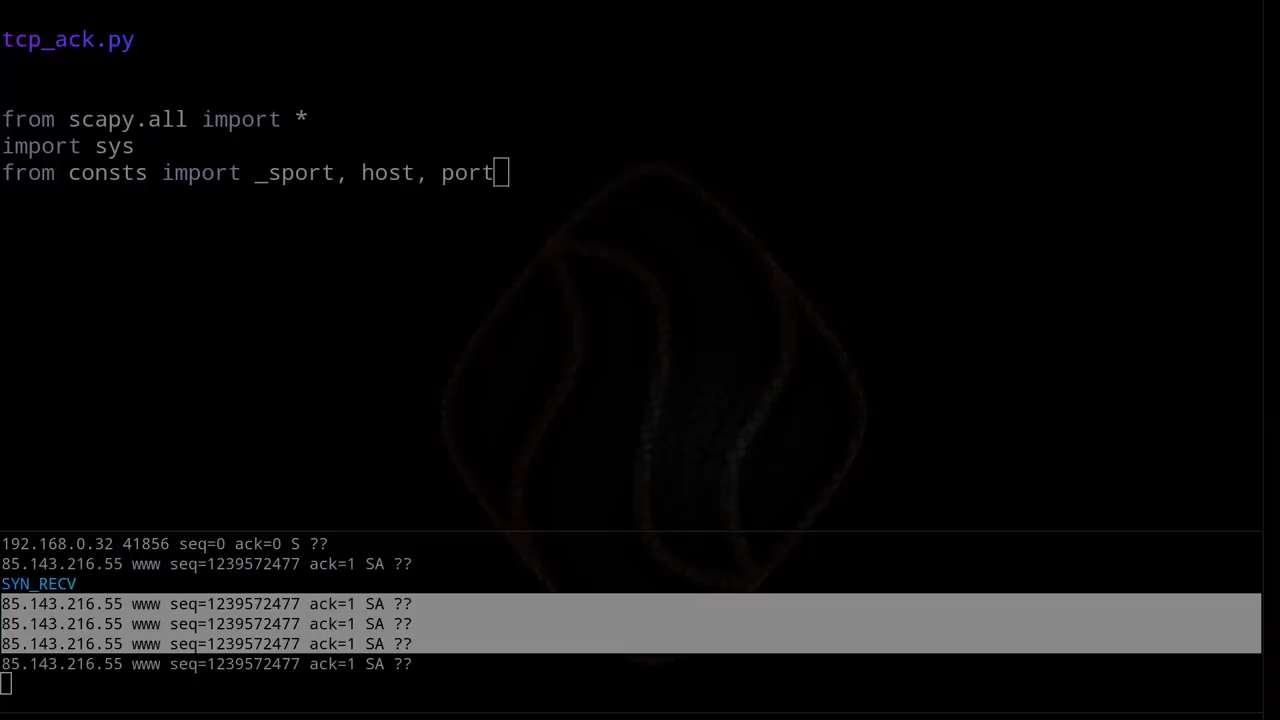 tcp_ack.py
from scapy.all import *
import sys
from consts import _sport, host, port
192.168.0.32 41856 seq=0 ack=0 S ??
85.143.216.55 www seq=1239572477 ack=1 SA ??
SYN_RECV
85.143.216.55 www seq=1239572477 ack=1 SA ??
85.143.216.55 www seq=1239572477 ack=1 SA ??
85.143.216.55 www seq=1239572477 ack=1 SA ??
85.143.216.55 www seq=1239572477 ack=1 SA ??